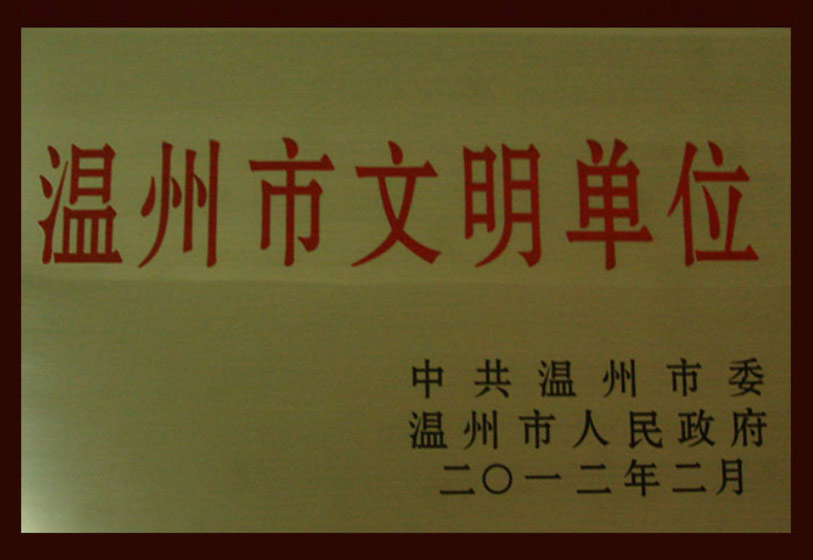 温州市文明单位
中共温州市委
温州市人民政府
二〇一二年二月